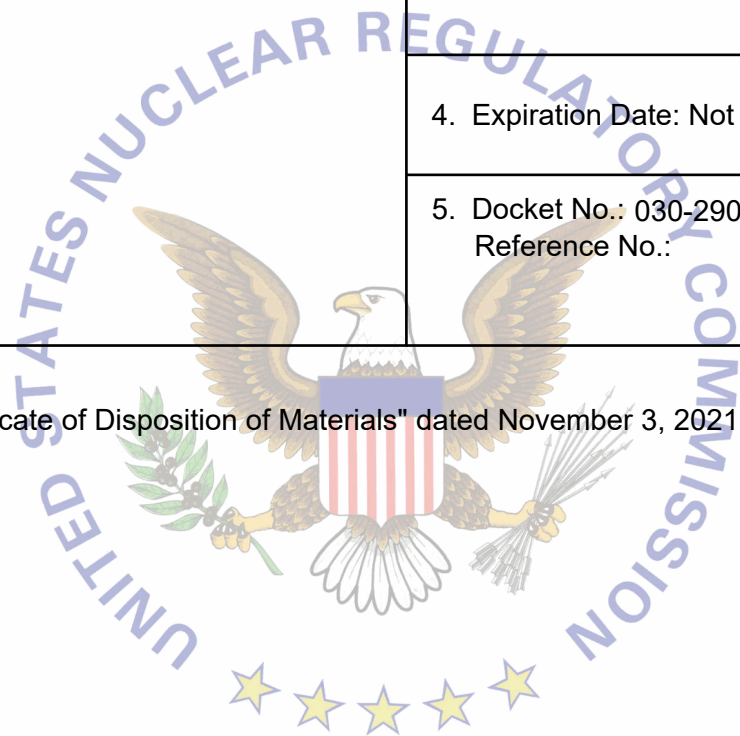 UNITED STATES NUCLEAR REGULATORY COMMISSION
4. Expiration Date: Not
5. Docket No.: 030-290
Reference No.:
cate of Disposition of Materials" dated November 3, 2021